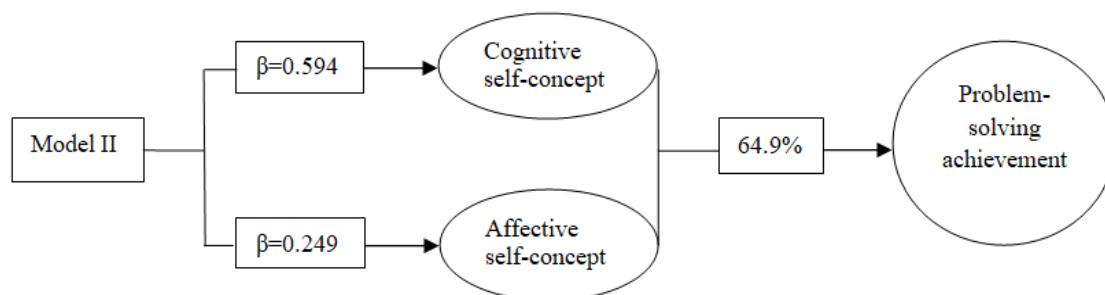 Model II
β=0.594
Cognitive
self-concept
β=0.249
Affective
self-concept
64.9%
Problem-
solving
achievement